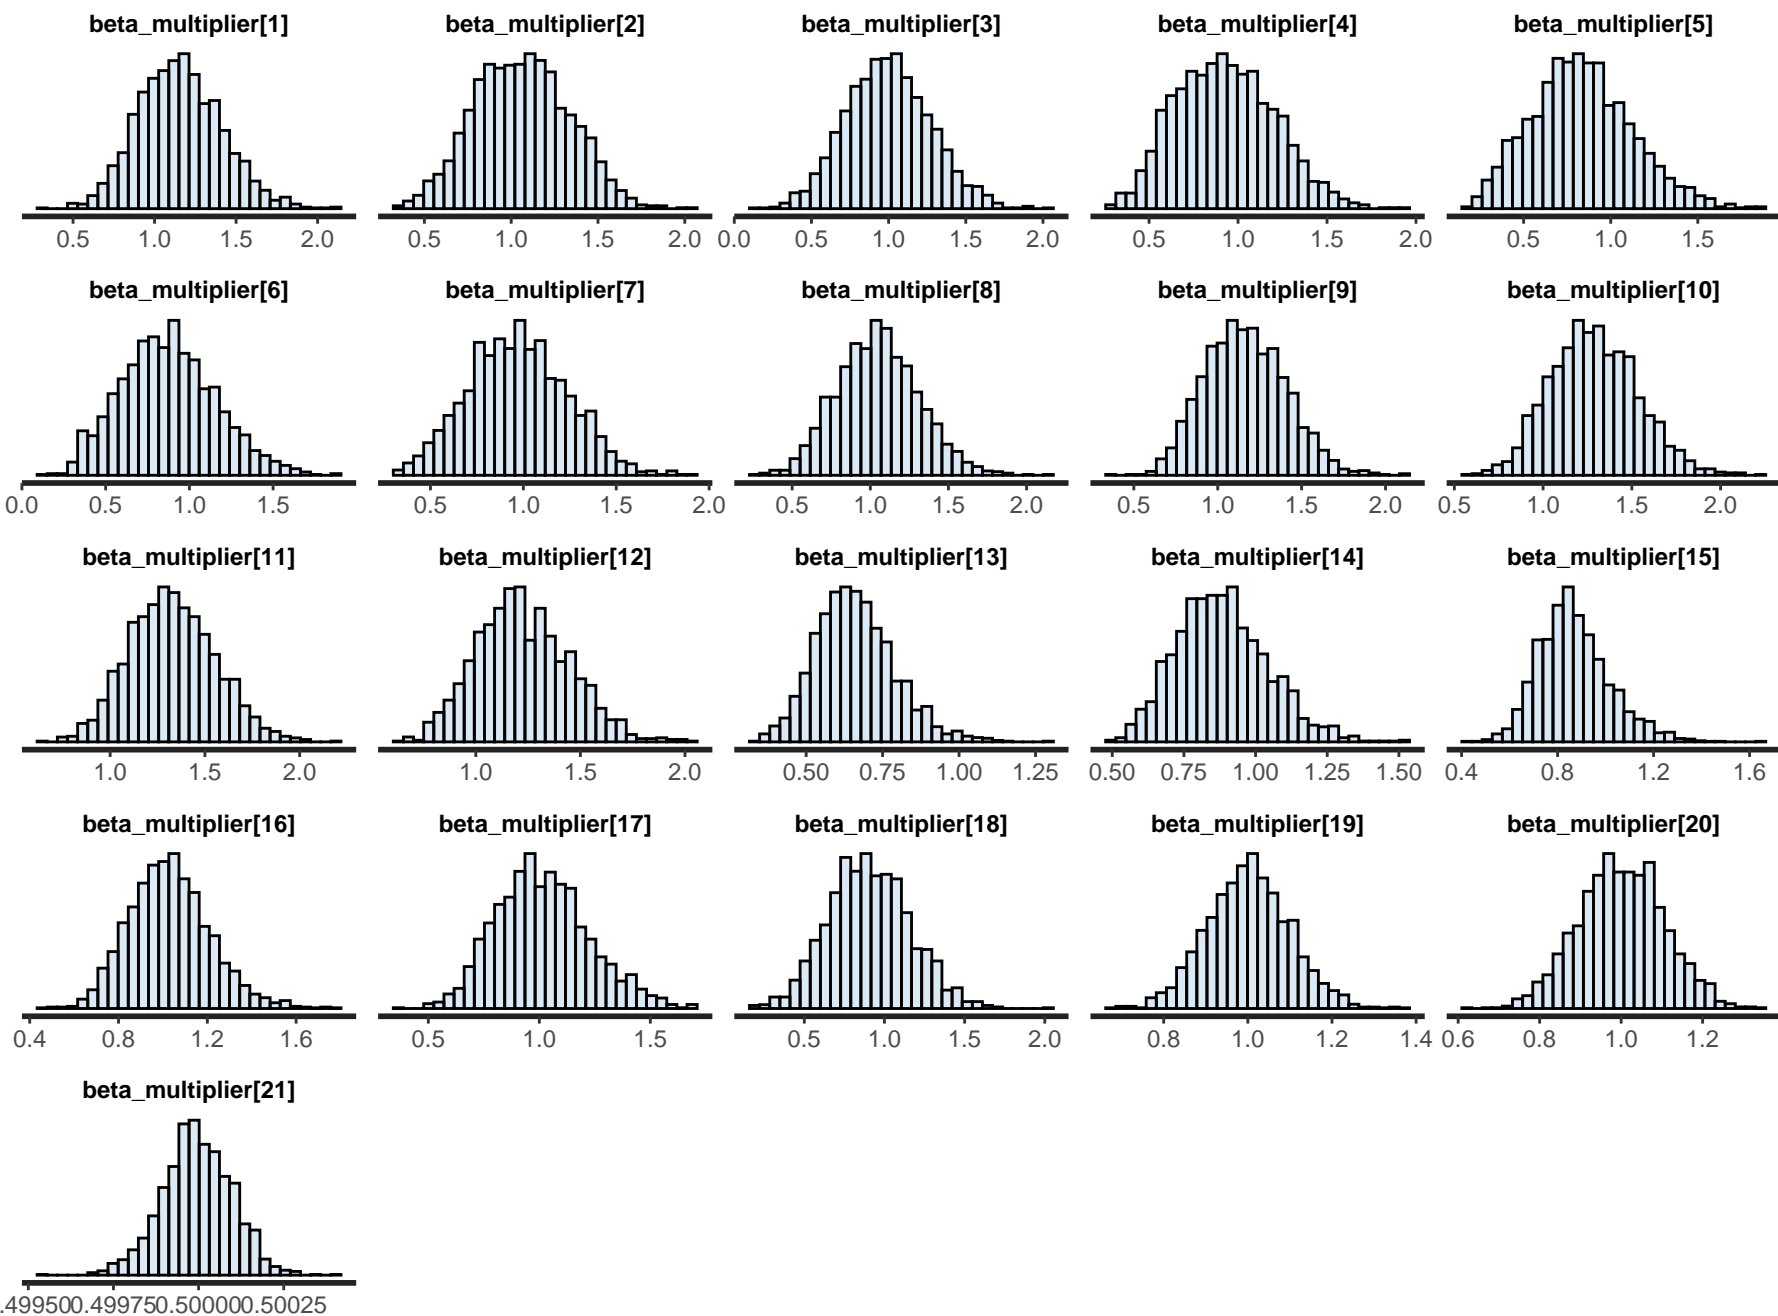 beta_multiplier[1] beta_multiplier[2] beta_multiplier[3] beta_multiplier[4] beta_multiplier[5]
0.5 1.0 1.5 2.0 0.5 1.0 1.5 2.0 0.0 0.5 1.0 1.5 2.0 0.5 1.0 1.5 2.0 0.5 1.0 1.5
beta_multiplier[6] beta_multiplier[7] beta_multiplier[8] beta_multiplier[9] beta_multiplier[10]
0.0 0.5 1.0 1.5 0.5 1.0 1.5 2.0 0.5 1.0 1.5 2.0 0.5 1.0 1.5 2.0 0.5 1.0 1.5 2.0
beta_multiplier[11] beta_multiplier[12] beta_multiplier[13] beta_multiplier[14] beta_multiplier[15]
1.0 1.5 2.0 1.0 1.5 2.0 0.50 0.75 1.00 1.25 0.50 0.75 1.00 1.25 1.50 0.4 0.8 1.2 1.6
beta_multiplier[16] beta_multiplier[17] beta_multiplier[18] beta_multiplier[19] beta_multiplier[20]
0.4 0.8 1.2 1.6 0.5 1.0 1.5 0.5 1.0 1.5 2.0 0.8 1.0 1.2 1.4 0.6 0.8 1.0 1.2
beta_multiplier[21]
.49950 0.49975 0.50000 0.50025